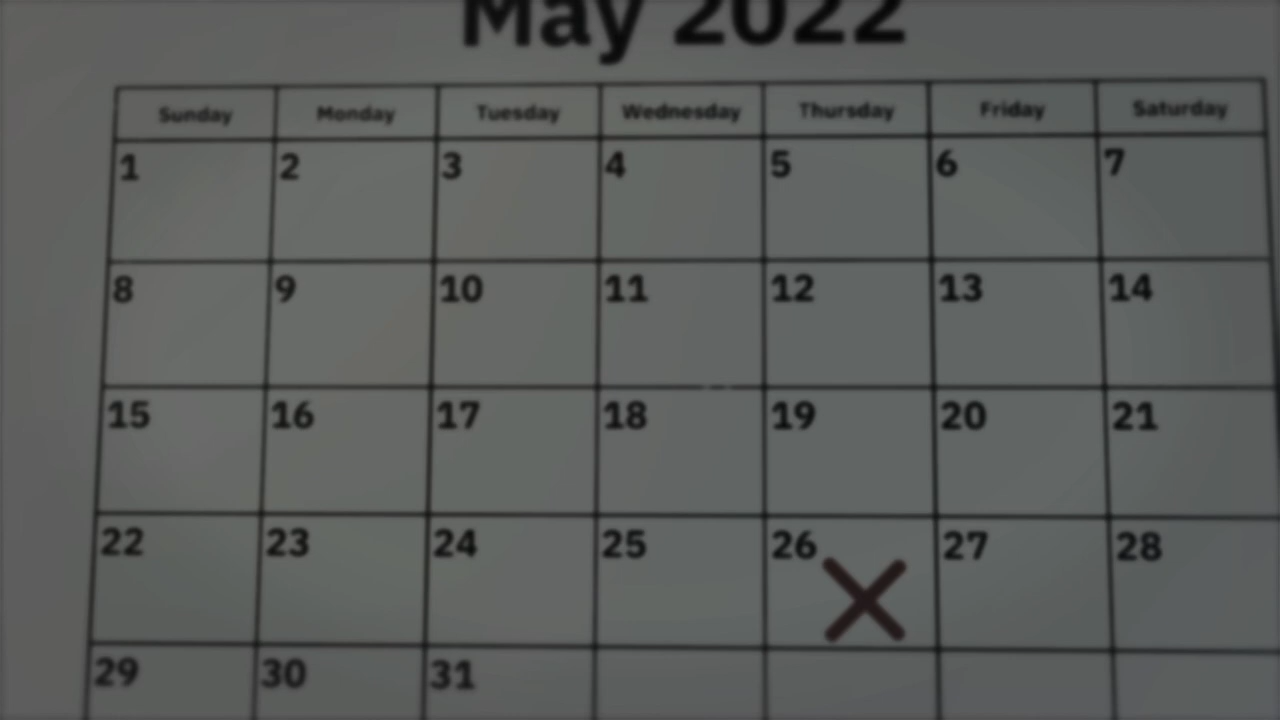 May 2022
Sunday Monday Tuesday Wednesday Thursday Friday Saturday
1 2 3 4 5 6 7
8 9 10 11 12 13 14
15 16 17 18 19 20 21
22 23 24 25 26 27 28
29 30 31